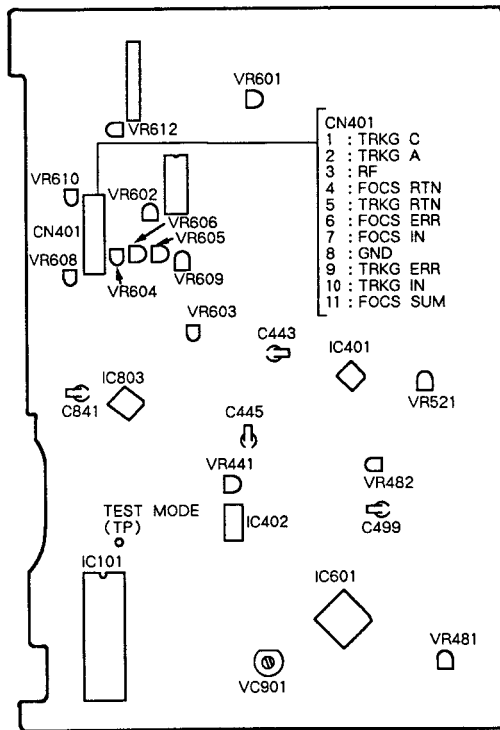 VR601
VR612
CN401
1 : TRKG C
2 : TRKG A
3 : RF
4 : FOCS RTN
5 : TRKG RTN
6 : FOCS ERR
7 : FOCS IN
8 : GND
9 : TRKG ERR
10 : TRKG IN
11 : FOCS SUM
VR610
VR602
VR606
CN401
VR605
VR608
VR609
VR604
VR603
C443
IC401
IC803
C841
VR521
C445
VR441
VR482
TEST MODE
(TP)
IC402
C499
IC101
IC601
VR481
VC901